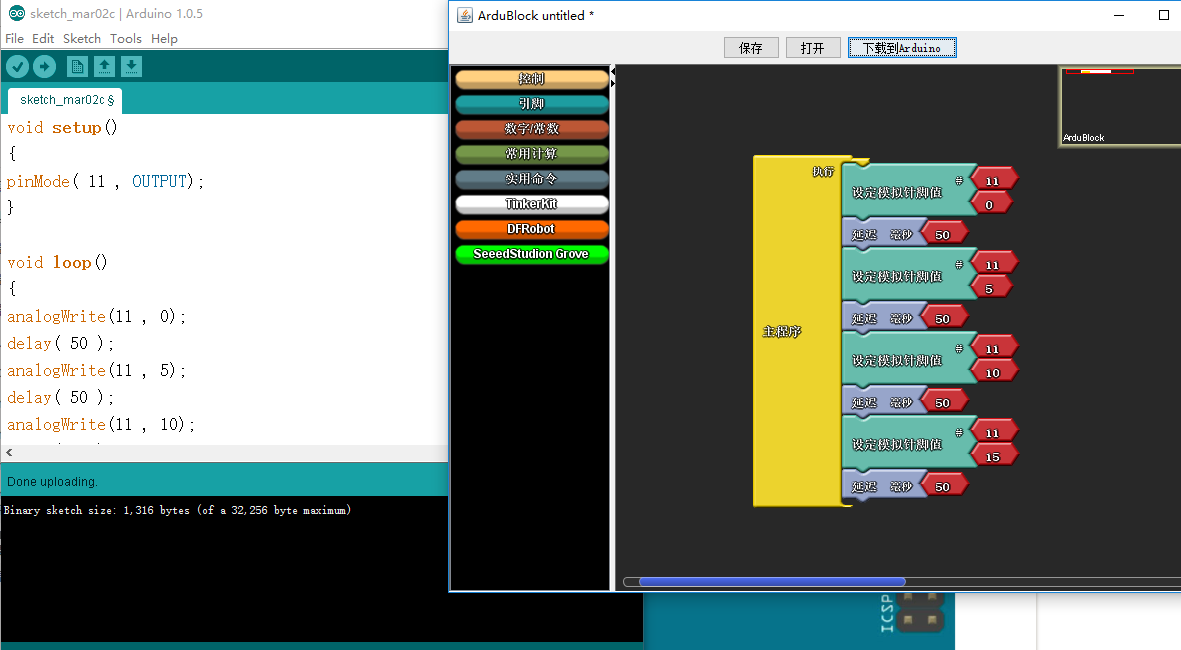 sketch_mar02c | Arduino 1.0.5
File Edit Sketch Tools Help
sketch_mar02c §
void setup()
{
pinMode( 11 , OUTPUT);
}
void loop()
{
analogWrite(11 , 0);
delay( 50 );
analogWrite(11 , 5);
delay( 50 );
analogWrite(11 , 10);
Done uploading.
Binary sketch size: 1,316 bytes (of a 32,256 byte maximum)
ArduBlock untitled *
保存 打开 下载到Arduino
控制
引脚
数字/常数
常用计算
实用命令
TinkerKit
DFRobot
SeeedStudion Grove
ArduBlock
主程序
执行
设定模拟针脚值 # 11
0
延迟 毫秒 50
设定模拟针脚值 # 11
5
延迟 毫秒 50
设定模拟针脚值 # 11
10
延迟 毫秒 50
设定模拟针脚值 # 11
15
延迟 毫秒 50
ICSP